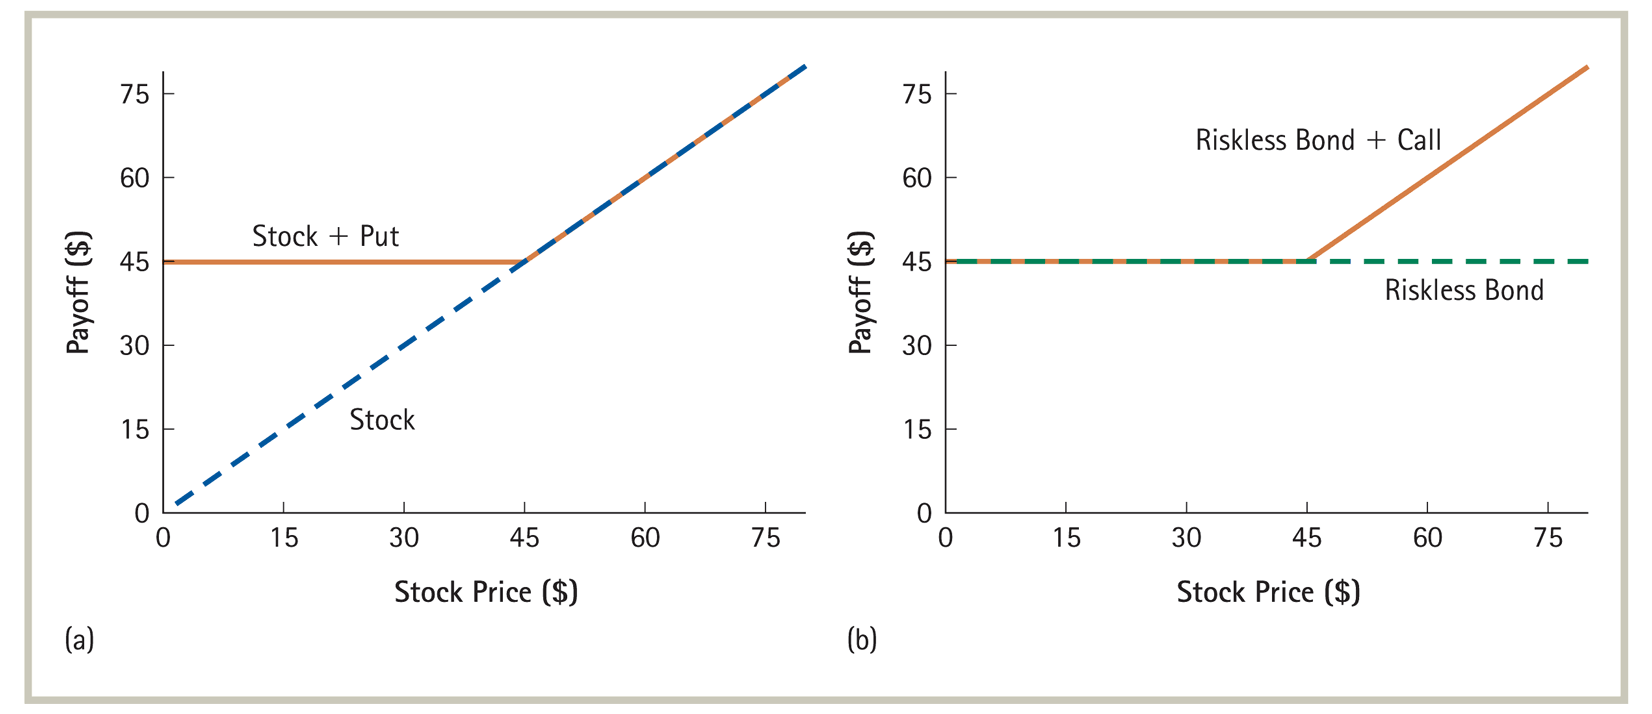 75
60
45
30
15
0
0 15 30 45 60 75
Payoff ($)
Stock + Put
Stock
Stock Price ($)
(a)
75
60
45
30
15
0
0 15 30 45 60 75
Payoff ($)
Riskless Bond + Call
Riskless Bond
Stock Price ($)
(b)